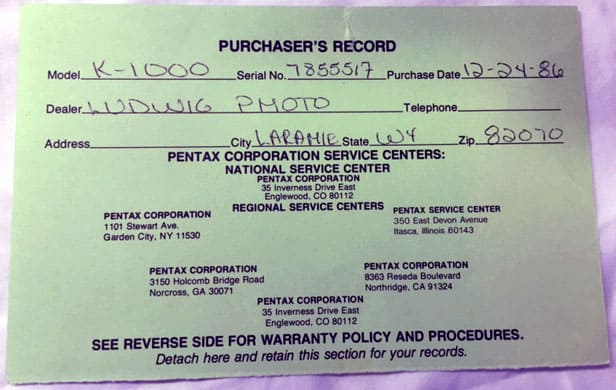 PURCHASER'S RECORD
Model K-1000 Serial No. 7855517 Purchase Date 12-24-86
Dealer LUDWIG PHOTO Telephone
Address City LARAMIE State WY Zip 82070
PENTAX CORPORATION SERVICE CENTERS:
NATIONAL SERVICE CENTER
PENTAX CORPORATION
35 Inverness Drive East
Englewood, CO 80112
REGIONAL SERVICE CENTERS
PENTAX CORPORATION
1101 Stewart Ave.
Garden City, NY 11530
PENTAX SERVICE CENTER
350 East Devon Avenue
Itasca, Illinois 60143
PENTAX CORPORATION
3150 Holcomb Bridge Road
Norcross, GA 30071
PENTAX CORPORATION
8363 Reseda Boulevard
Northridge, CA 91324
PENTAX CORPORATION
35 Inverness Drive East
Englewood, CO 80112
SEE REVERSE SIDE FOR WARRANTY POLICY AND PROCEDURES.
Detach here and retain this section for your records.